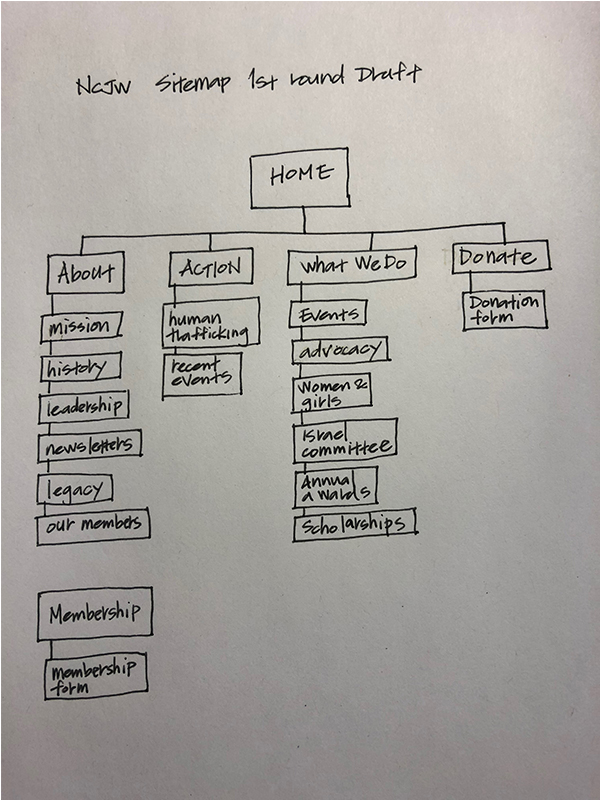 NCJW Sitemap 1st round Draft
HOME
About
mission
history
leadership
newsletters
legacy
our members
ACTION
human
trafficking
recent
events
What We Do
Events
advocacy
Women &
girls
Israel
committee
Annual
awards
Scholarships
Donate
Donation
form
Membership
membership
form